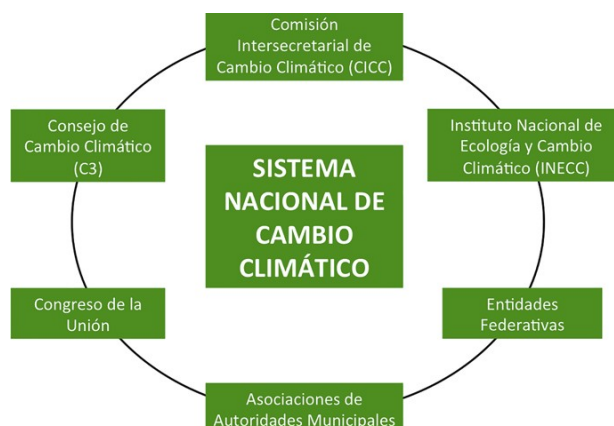 Comisión
Intersecretarial de
Cambio Climático (CICC)
Consejo de
Cambio Climático
(C3)
Instituto Nacional de
Ecología y Cambio
Climático (INECC)
SISTEMA
NACIONAL DE
CAMBIO
CLIMÁTICO
Congreso de la
Unión
Entidades
Federativas
Asociaciones de
Autoridades Municipales